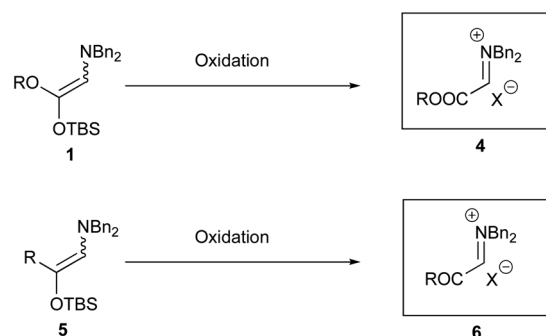 NBn2
RO
Oxidation
OTBS
1
⊕
NBn2
ROOC
X⊖
4
NBn2
R
Oxidation
OTBS
5
⊕
NBn2
ROC
X⊖
6